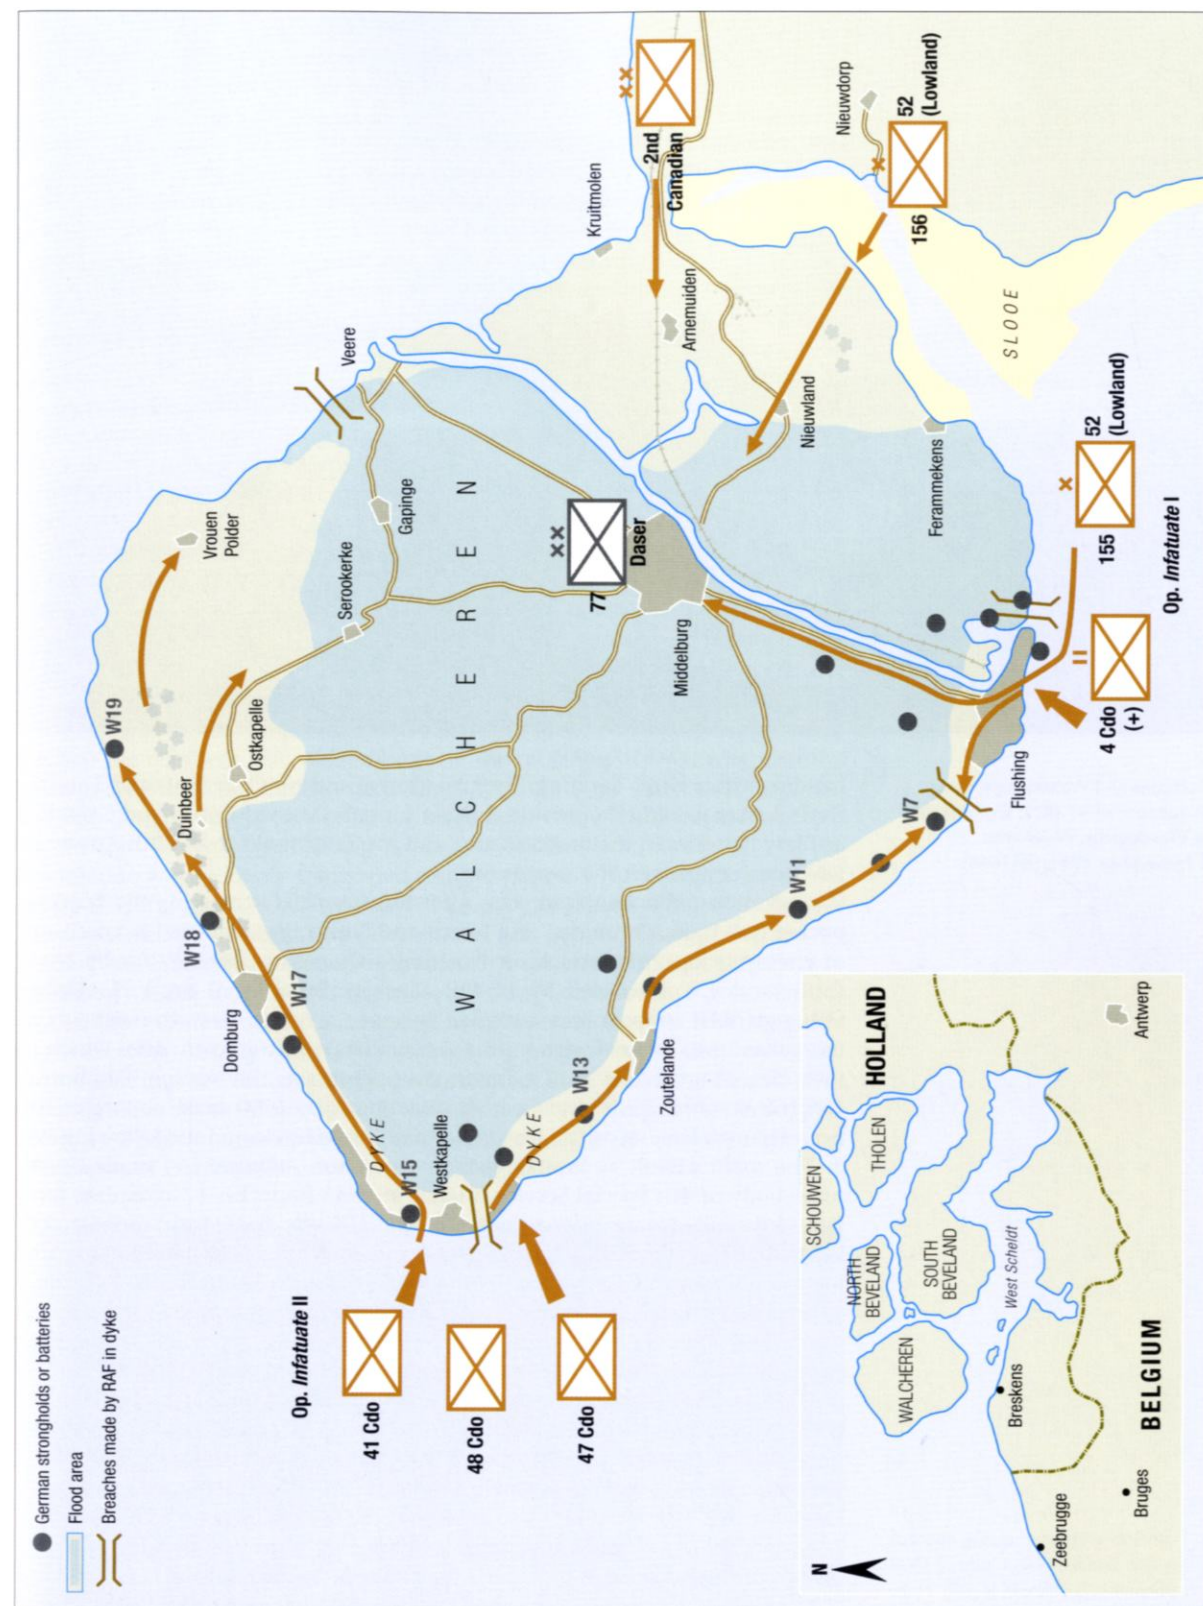 German strongholds or batteries
Flood area
Breaches made by RAF in dyke
Op. Infatuate II
41 Cdo
48 Cdo
47 Cdo
W15
DYKE
Westkapelle
DYKE
W13
Zoutelande
Domburg
W17
W18
Duinbeer
W19
Ostkapelle
Vrouen
Polder
Serookerke
Gapinge
Veere
WALCHEREN
W11
W7
Middelburg
77
Daser
Flushing
4 Cdo
(+)
Op. Infatuate I
155
52
(Lowland)
Ferammekens
Nieuwland
Arnemuiden
Kruitmolen
2nd
Canadian
Nieuwdorp
156
52
(Lowland)
SLOOE
N
HOLLAND
SCHOUWEN
THOLEN
NORTH
BEVELAND
SOUTH
BEVELAND
WALCHEREN
West Scheldt
Breskens
Antwerp
Zeebrugge
Bruges
BELGIUM